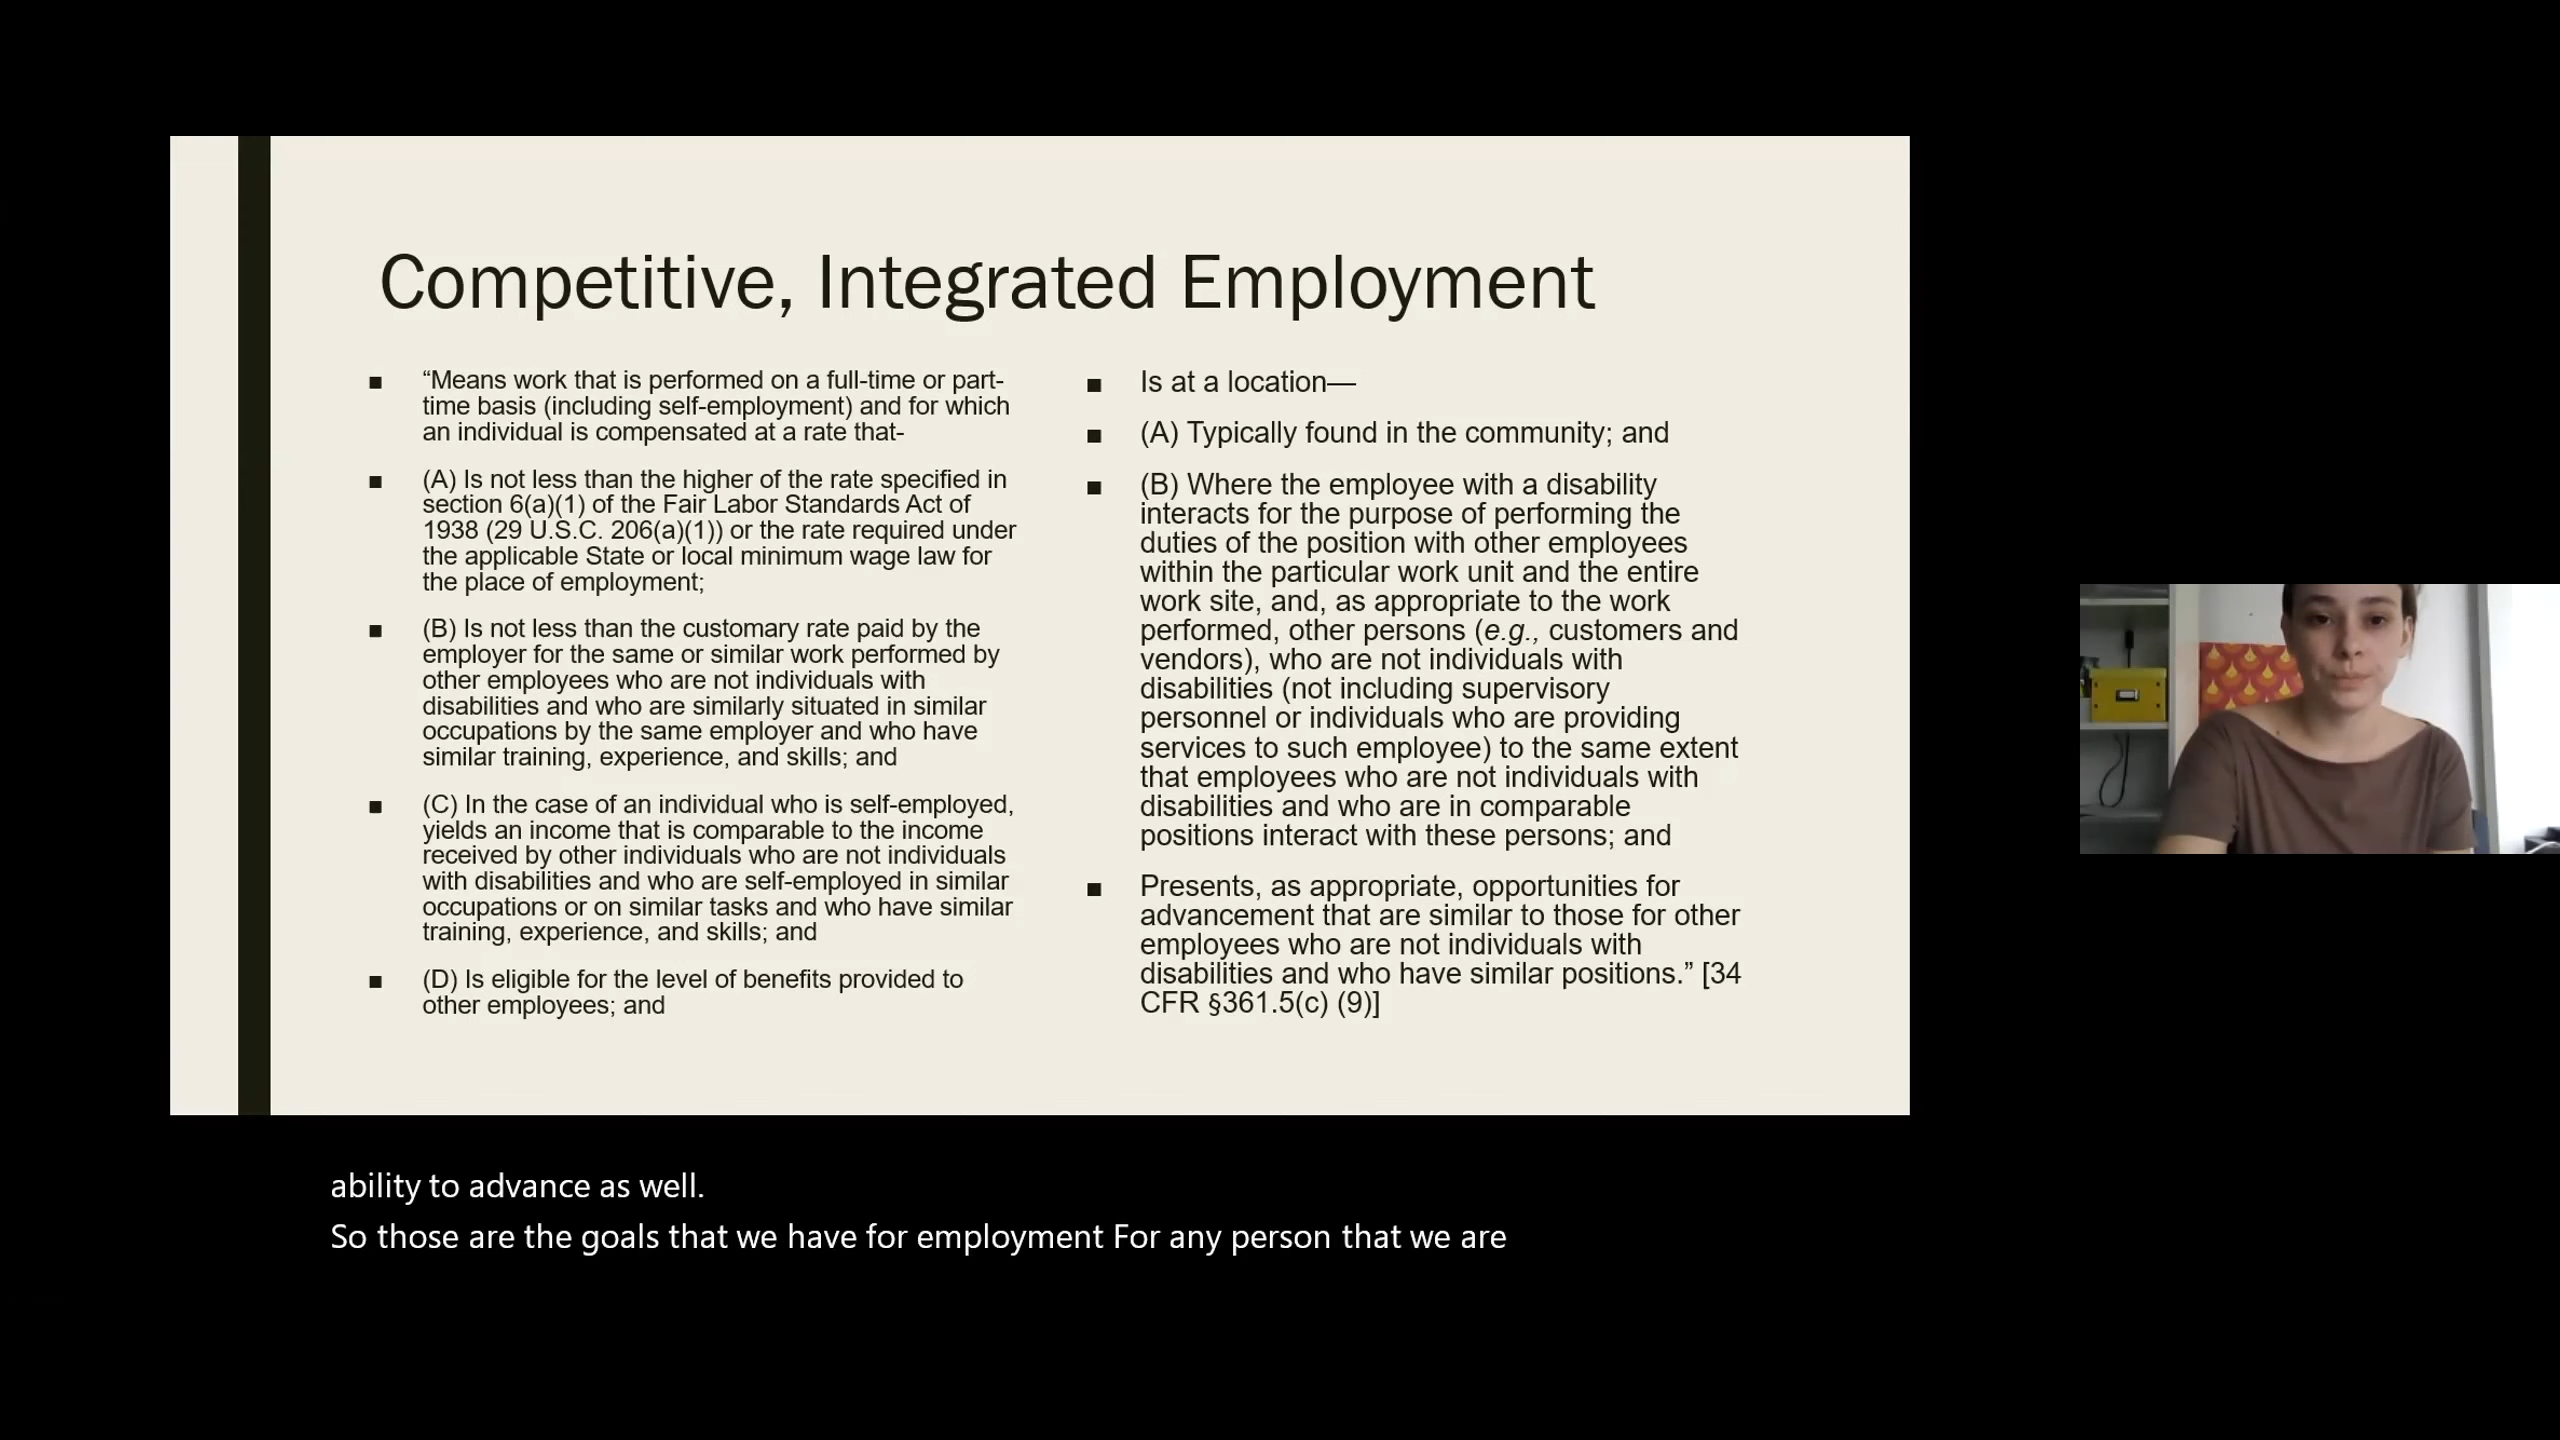 Competitive, Integrated Employment
■ “Means work that is performed on a full-time or part-
time basis (including self-employment) and for which
an individual is compensated at a rate that-
■ (A) Is not less than the higher of the rate specified in
section 6(a)(1) of the Fair Labor Standards Act of
1938 (29 U.S.C. 206(a)(1)) or the rate required under
the applicable State or local minimum wage law for
the place of employment;
■ (B) Is not less than the customary rate paid by the
employer for the same or similar work performed by
other employees who are not individuals with
disabilities and who are similarly situated in similar
occupations by the same employer and who have
similar training, experience, and skills; and
■ (C) In the case of an individual who is self-employed,
yields an income that is comparable to the income
received by other individuals who are not individuals
with disabilities and who are self-employed in similar
occupations or on similar tasks and who have similar
training, experience, and skills; and
■ (D) Is eligible for the level of benefits provided to
other employees; and
■ Is at a location—
■ (A) Typically found in the community; and
■ (B) Where the employee with a disability
interacts for the purpose of performing the
duties of the position with other employees
within the particular work unit and the entire
work site, and, as appropriate to the work
performed, other persons (e.g., customers and
vendors), who are not individuals with
disabilities (not including supervisory
personnel or individuals who are providing
services to such employee) to the same extent
that employees who are not individuals with
disabilities and who are in comparable
positions interact with these persons; and
■ Presents, as appropriate, opportunities for
advancement that are similar to those for other
employees who are not individuals with
disabilities and who have similar positions.” [34
CFR §361.5(c) (9)]
ability to advance as well.
So those are the goals that we have for employment For any person that we are